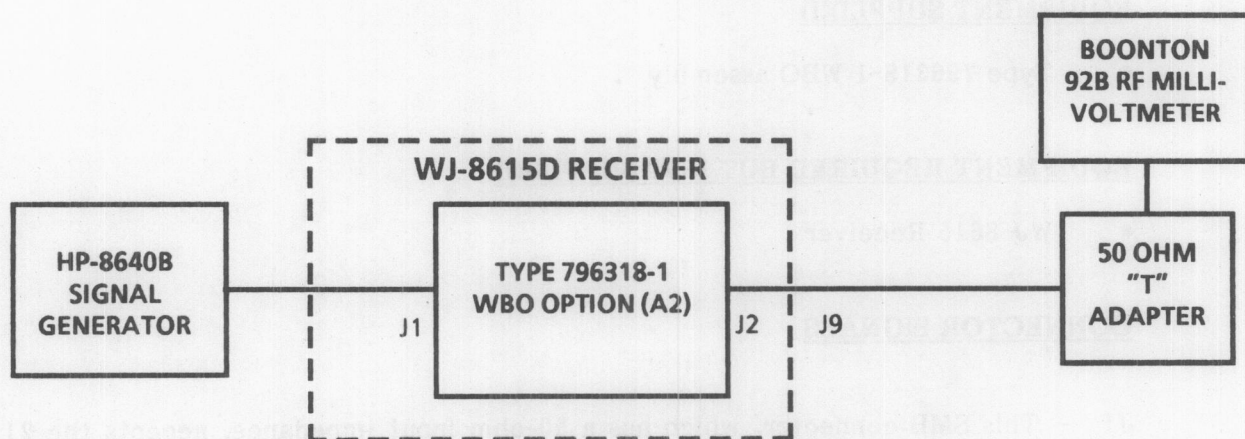 BOONTON
92B RF MILLI-
VOLTMETER
WJ-8615D RECEIVER
HP-8640B
SIGNAL
GENERATOR
TYPE 796318-1
WBO OPTION (A2)
50 OHM
"T"
ADAPTER
J1
J2
J9